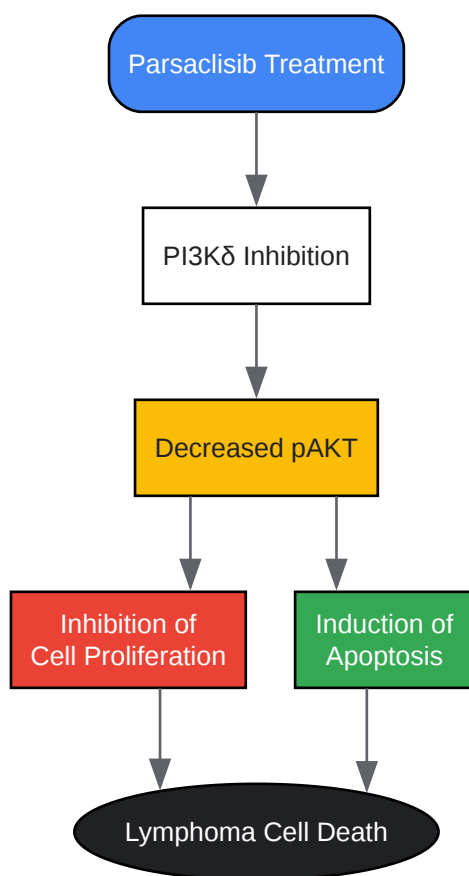 Parsaclisib Treatment
PI3Kδ Inhibition
Decreased pAKT
Inhibition of
Cell Proliferation
Induction of
Apoptosis
Lymphoma Cell Death